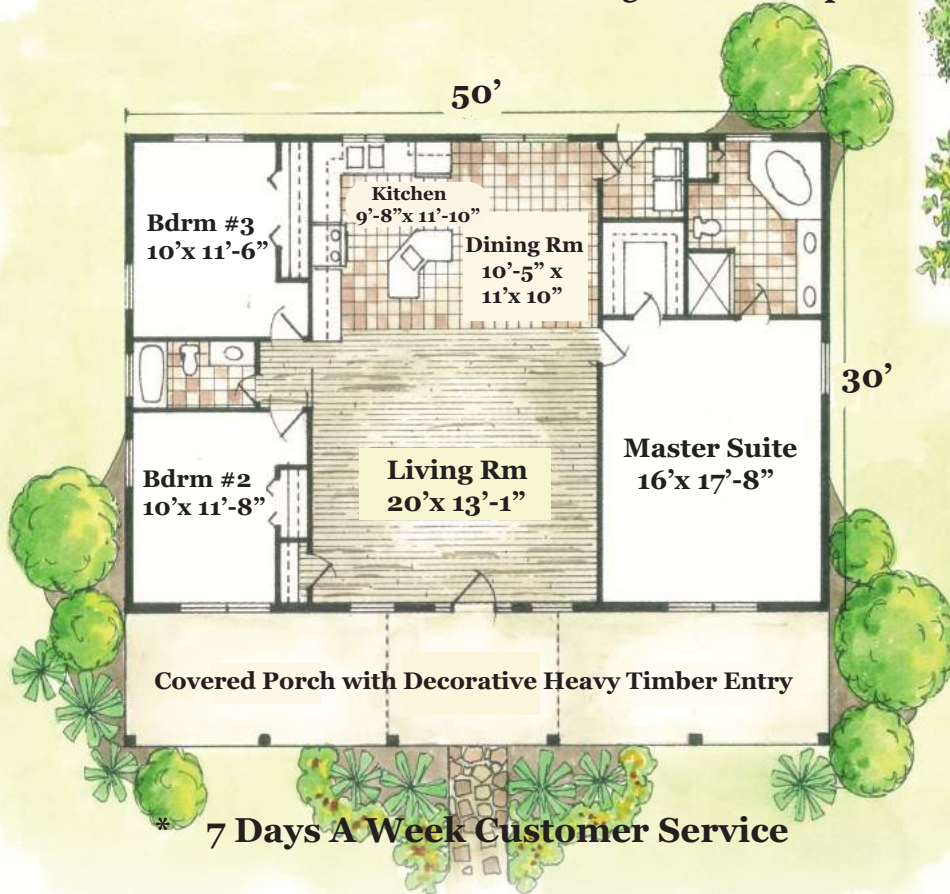 50’
Kitchen
9’-8”x 11’-10”
Bdrm #3
10’x 11’-6”
Dining Rm
10’-5” x
11’x 10”
30’
Master Suite
16’x 17’-8”
Living Rm
20’x 13’-1”
Bdrm #2
10’x 11’-8”
Covered Porch with Decorative Heavy Timber Entry
* 7 Days A Week Customer Service